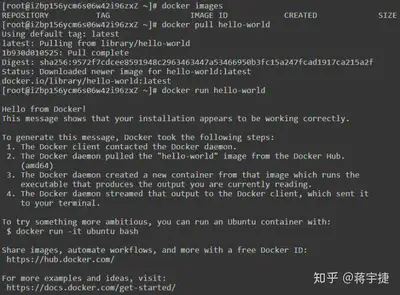 [root@iZbp156ycm6s06w42i96zxZ ~]# docker images
REPOSITORY TAG IMAGE ID CREATED SIZE
[root@iZbp156ycm6s06w42i96zxZ ~]# docker pull hello-world
Using default tag: latest
latest: Pulling from library/hello-world
1b930d010525: Pull complete
Digest: sha256:9572f7cdcee8591948c2963463447a53466950b3fc15a247fcad1917ca215a2f
Status: Downloaded newer image for hello-world:latest
docker.io/library/hello-world:latest
[root@iZbp156ycm6s06w42i96zxZ ~]# docker run hello-world
Hello from Docker!
This message shows that your installation appears to be working correctly.
To generate this message, Docker took the following steps:
1. The Docker client contacted the Docker daemon.
2. The Docker daemon pulled the "hello-world" image from the Docker Hub.
(amd64)
3. The Docker daemon created a new container from that image which runs the
executable that produces the output you are currently reading.
4. The Docker daemon streamed that output to the Docker client, which sent it
to your terminal.
To try something more ambitious, you can run an Ubuntu container with:
$ docker run -it ubuntu bash
Share images, automate workflows, and more with a free Docker ID:
https://hub.docker.com/
For more examples and ideas, visit:
https://docs.docker.com/get-started/
知乎 @蒋宇捷